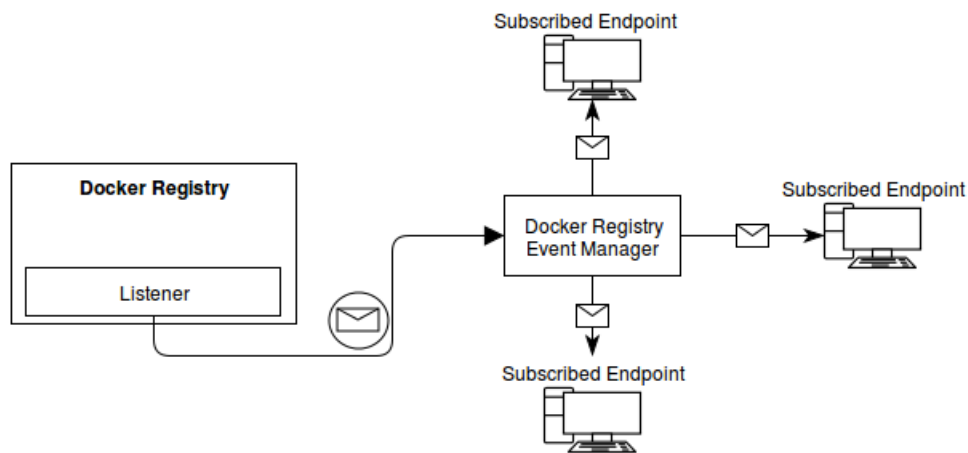 Subscribed Endpoint
Docker Registry
Listener
Docker Registry
Event Manager
Subscribed Endpoint
Subscribed Endpoint